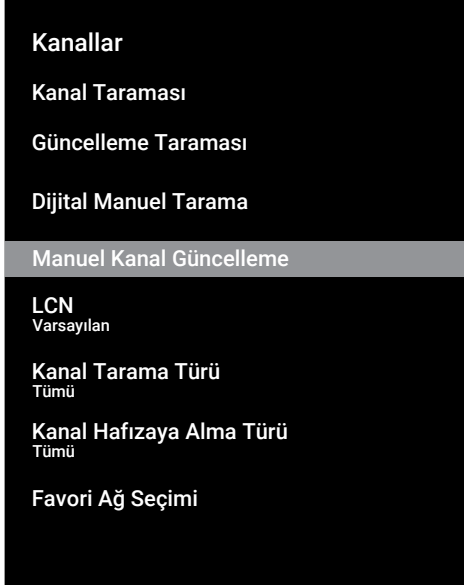 Kanallar
Kanal Taraması
Güncelleme Taraması
Dijital Manuel Tarama
Manuel Kanal Güncelleme
LCN
Varsayılan
Kanal Tarama Türü
Tümü
Kanal Hafızaya Alma Türü
Tümü
Favori Ağ Seçimi